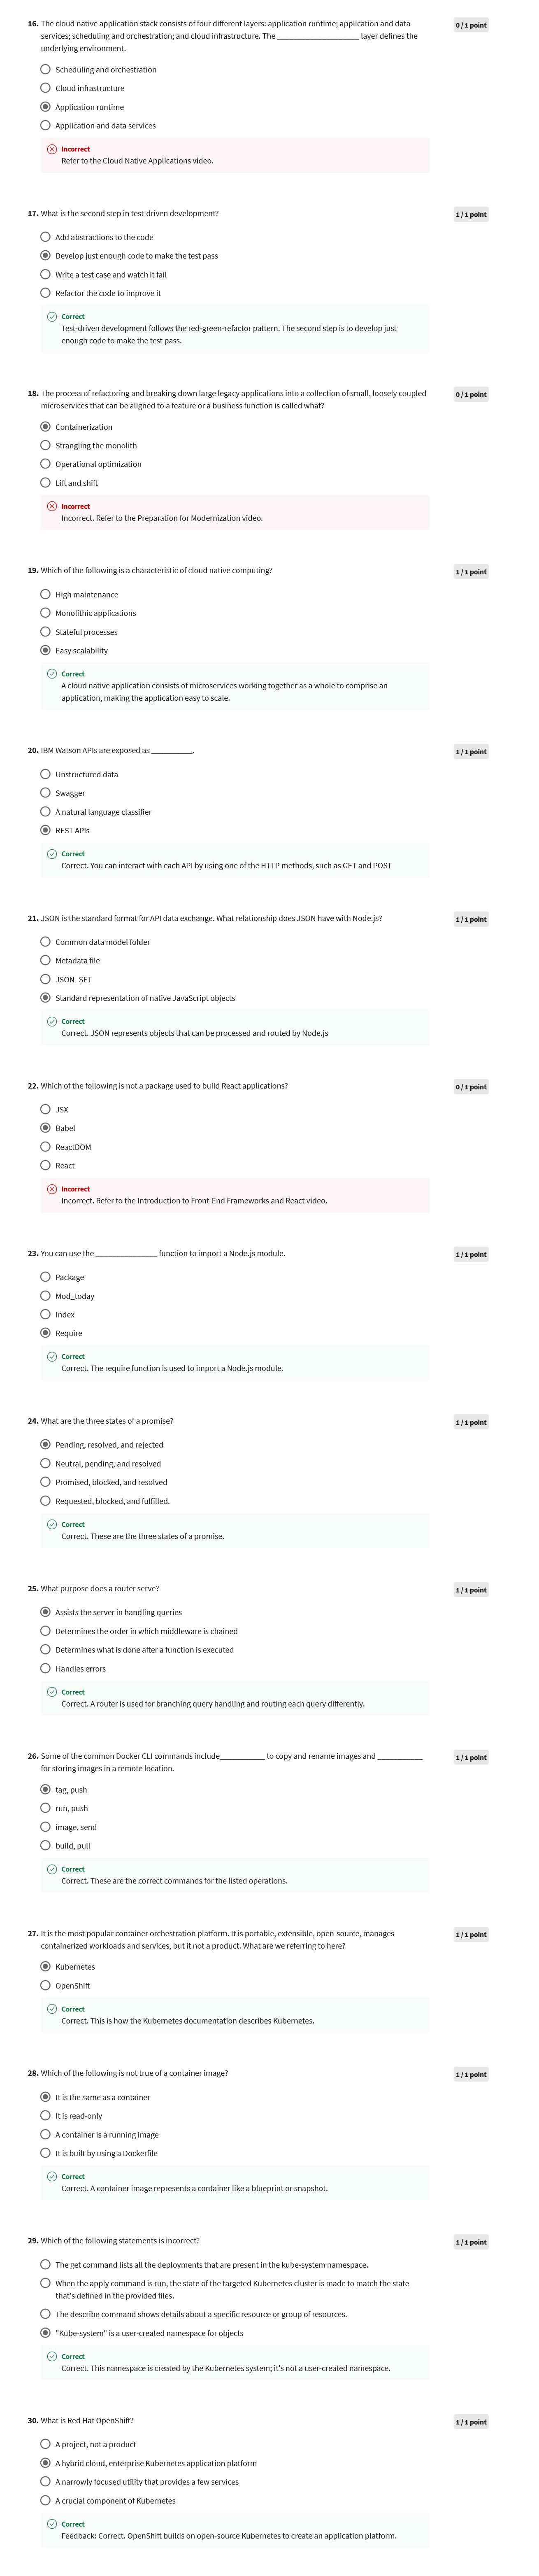 16. The cloud native application stack consists of four different layers: application runtime; application and data
services; scheduling and orchestration; and cloud infrastructure. The ____________________ layer defines the
underlying environment.
0 / 1 point
Scheduling and orchestration
Cloud infrastructure
Application runtime
Application and data services
Incorrect
Refer to the Cloud Native Applications video.
17. What is the second step in test-driven development?
1 / 1 point
Add abstractions to the code
Develop just enough code to make the test pass
Write a test case and watch it fail
Refactor the code to improve it
Correct
Test-driven development follows the red-green-refactor pattern. The second step is to develop just
enough code to make the test pass.
18. The process of refactoring and breaking down large legacy applications into a collection of small, loosely coupled
microservices that can be aligned to a feature or a business function is called what?
0 / 1 point
Containerization
Strangling the monolith
Operational optimization
Lift and shift
Incorrect
Incorrect. Refer to the Preparation for Modernization video.
19. Which of the following is a characteristic of cloud native computing?
1 / 1 point
High maintenance
Monolithic applications
Stateful processes
Easy scalability
Correct
A cloud native application consists of microservices working together as a whole to comprise an
application, making the application easy to scale.
20. IBM Watson APIs are exposed as __________.
1 / 1 point
Unstructured data
Swagger
A natural language classifier
REST APIs
Correct
Correct. You can interact with each API by using one of the HTTP methods, such as GET and POST
21. JSON is the standard format for API data exchange. What relationship does JSON have with Node.js?
1 / 1 point
Common data model folder
Metadata file
JSON_SET
Standard representation of native JavaScript objects
Correct
Correct. JSON represents objects that can be processed and routed by Node.js
22. Which of the following is not a package used to build React applications?
0 / 1 point
JSX
Babel
ReactDOM
React
Incorrect
Incorrect. Refer to the Introduction to Front-End Frameworks and React video.
23. You can use the _______________ function to import a Node.js module.
1 / 1 point
Package
Mod_today
Index
Require
Correct
Correct. The require function is used to import a Node.js module.
24. What are the three states of a promise?
1 / 1 point
Pending, resolved, and rejected
Neutral, pending, and resolved
Promised, blocked, and resolved
Requested, blocked, and fulfilled.
Correct
Correct. These are the three states of a promise.
25. What purpose does a router serve?
1 / 1 point
Assists the server in handling queries
Determines the order in which middleware is chained
Determines what is done after a function is executed
Handles errors
Correct
Correct. A router is used for branching query handling and routing each query differently.
26. Some of the common Docker CLI commands include___________ to copy and rename images and ___________
for storing images in a remote location.
1 / 1 point
tag, push
run, push
image, send
build, pull
Correct
Correct. These are the correct commands for the listed operations.
27. It is the most popular container orchestration platform. It is portable, extensible, open-source, manages
containerized workloads and services, but it not a product. What are we referring to here?
1 / 1 point
Kubernetes
OpenShift
Correct
Correct. This is how the Kubernetes documentation describes Kubernetes.
28. Which of the following is not true of a container image?
1 / 1 point
It is the same as a container
It is read-only
A container is a running image
It is built by using a Dockerfile
Correct
Correct. A container image represents a container like a blueprint or snapshot.
29. Which of the following statements is incorrect?
1 / 1 point
The get command lists all the deployments that are present in the kube-system namespace.
When the apply command is run, the state of the targeted Kubernetes cluster is made to match the state
that's defined in the provided files.
The describe command shows details about a specific resource or group of resources.
"Kube-system" is a user-created namespace for objects
Correct
Correct. This namespace is created by the Kubernetes system; it's not a user-created namespace.
30. What is Red Hat OpenShift?
1 / 1 point
A project, not a product
A hybrid cloud, enterprise Kubernetes application platform
A narrowly focused utility that provides a few services
A crucial component of Kubernetes
Correct
Feedback: Correct. OpenShift builds on open-source Kubernetes to create an application platform.